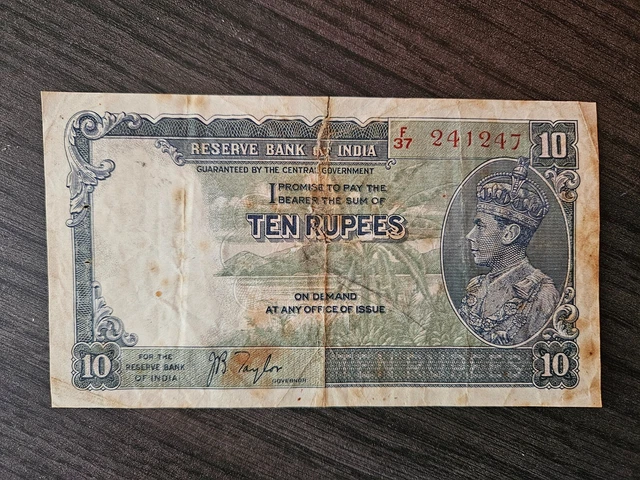 F
37 241247 10
RESERVE BANK OF INDIA
GUARANTEED BY THE CENTRAL GOVERNMENT
I PROMISE TO PAY THE
BEARER THE SUM OF
TEN RUPEES
ON DEMAND
AT ANY OFFICE OF ISSUE
10 FOR THE
RESERVE BANK
OF INDIA
JB Taylor
GOVERNOR
TEN RUPEES
10